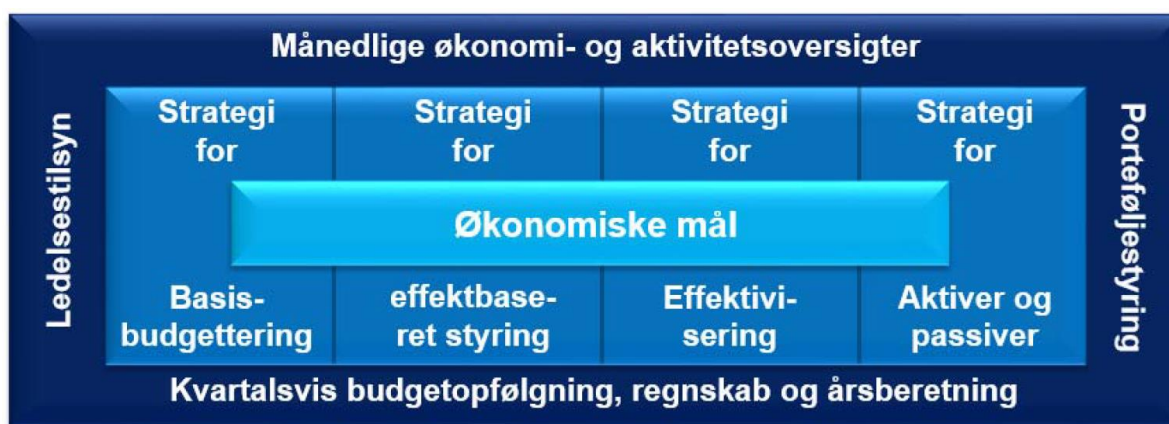 Månedlige økonomi- og aktivitetsoversigter
Ledelsestilsyn
Strategi
for
Basis-
budgettering
Strategi
for
effektbase-
ret styring
Strategi
for
Effektivi-
sering
Strategi
for
Aktiver og
passiver
Økonomiske mål
Porteføljestyring
Kvartalsvis budgetopfølgning, regnskab og årsberetning